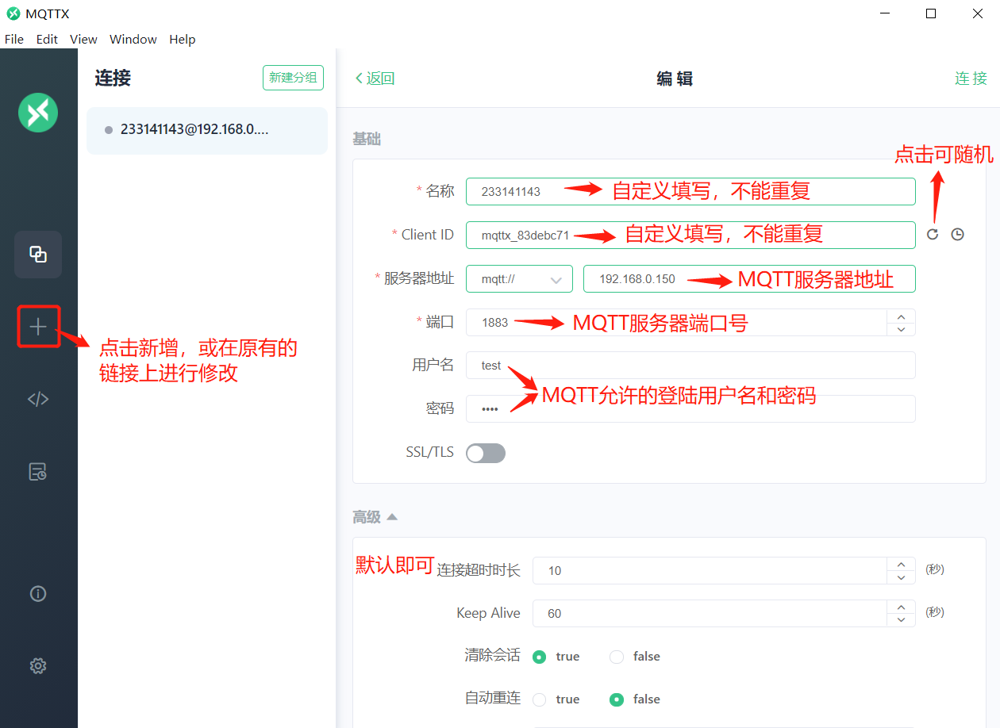 MQTTX
File Edit View Window Help
连接
新建分组
返回
编 辑
连 接
233141143@192.168.0....
基础
点击可随机
* 名称
233141143
自定义填写，不能重复
* Client ID
mqttx_83debc71
自定义填写，不能重复
* 服务器地址
mqtt://
192.168.0.150
MQTT服务器地址
* 端口
1883
MQTT服务器端口号
点击新增，或在原有的
链接上进行修改
用户名
test
MQTT允许的登陆用户名和密码
密码
••••
SSL/TLS
高级
默认即可
连接超时时长
10
(秒)
Keep Alive
60
(秒)
清除会话
true
false
自动重连
true
false